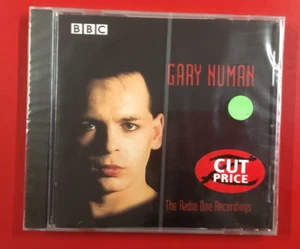 BBC
GARY NUMAN
CUT
PRICE
The Radio One Recordings